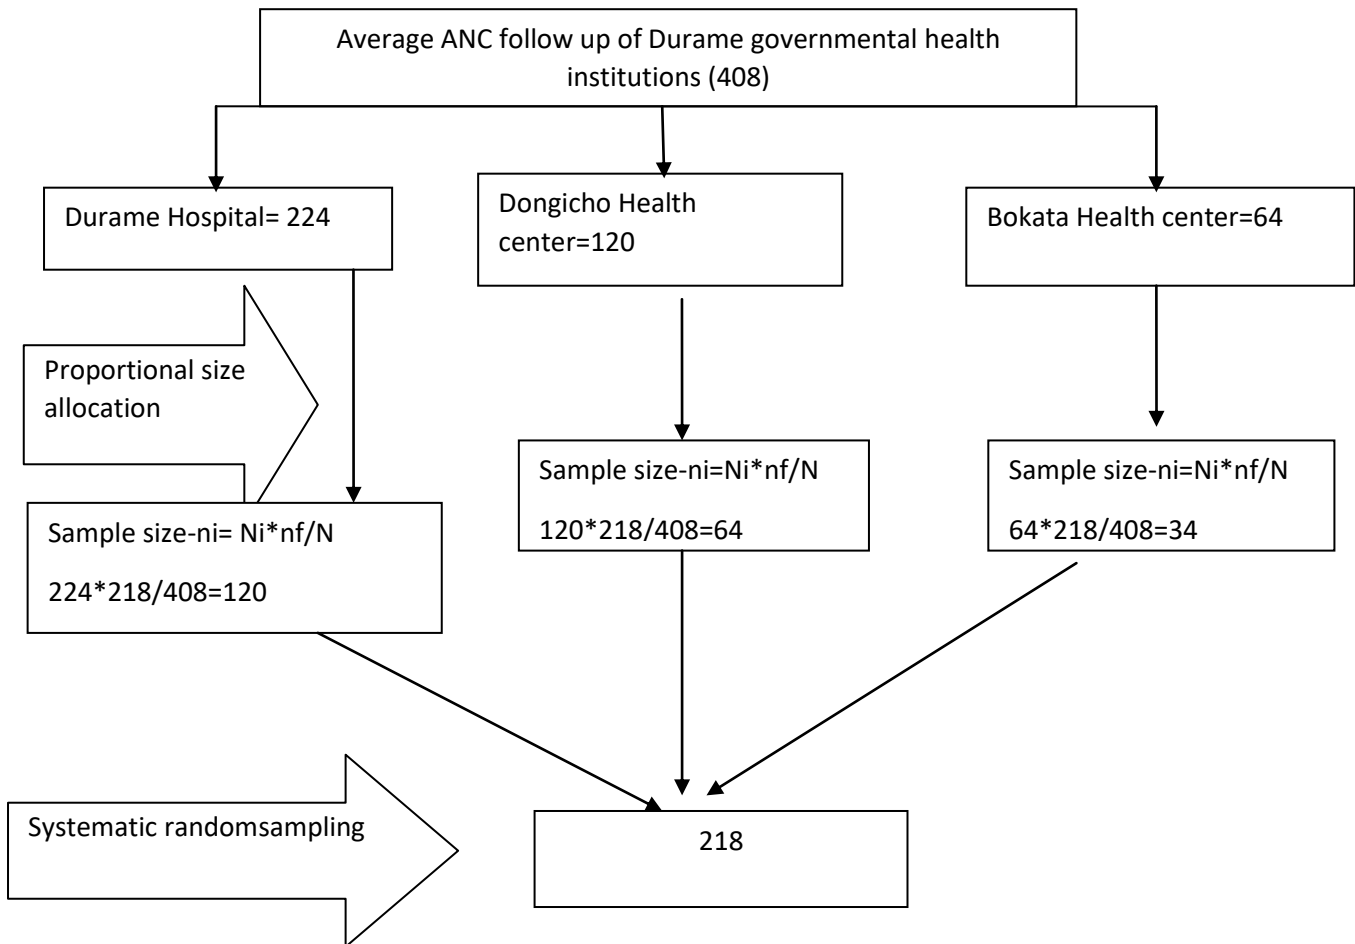 Average ANC follow up of Durame governmental health
institutions (408)
Durame Hospital= 224
Dongicho Health
center=120
Bokata Health center=64
Proportional size
allocation
Sample size-ni= Ni*nf/N
224*218/408=120
Sample size-ni=Ni*nf/N
120*218/408=64
Sample size-ni=Ni*nf/N
64*218/408=34
Systematic randomsampling
218